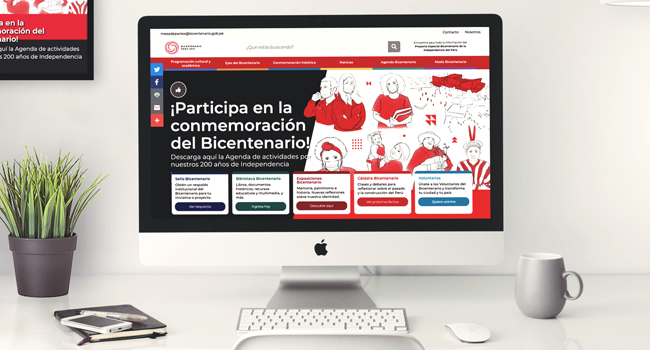 mesadepartes@bicentenario.gob.pe
Contacto
Nosotros
¿Qué estás buscando?
Encuentra aquí toda la información del
Proyecto Especial Bicentenario de la
Independencia del Perú
Programación cultural y
académica
Ejes del Bicentenario
Conmemoración histórica
Noticias
Agenda Bicentenario
Modo Bicentenario
¡Participa en la
conmemoración
del Bicentenario!
Descarga aquí la Agenda de actividades por
nuestros 200 años de Independencia
Sello Bicentenario
Obtén un respaldo
institucional del
Bicentenario para tu
iniciativa o proyecto.
Ver requisitos
Biblioteca Bicentenario
Libros, documentos
históricos, recursos
educativos y multimedia, y
más.
Ingresa hoy
Exposiciones
Bicentenario
Memoria, patrimonio e
historia. Nuevas reflexiones
sobre nuestra identidad.
Descubre aquí
Cátedra Bicentenario
Clases y debates para
reflexionar sobre el pasado
y la construcción del Perú.
Ver próximas fechas
Voluntarios
Únete a los Voluntarios del
Bicentenario y transforma
tu ciudad y tu país.
Quiero unirme
a en la
oración
enario!
quí la Agenda de actividades
200 años de Independencia